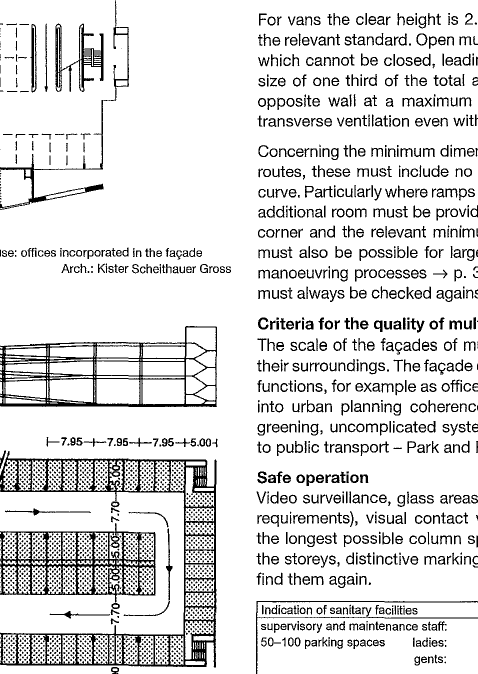 use: offices incorporated in the façade
Arch.: Kister Scheithauer Gross
7.95 7.95 7.95 5.00
5.00
7.70
5.00
5.00
7.70
For vans the clear height is 2.
the relevant standard. Open mu
which cannot be closed, leadin
size of one third of the total a
opposite wall at a maximum
transverse ventilation even with
Concerning the minimum dimen
routes, these must include no
curve. Particularly where ramps
additional room must be provid
corner and the relevant minimu
must also be possible for large
manoeuvring processes → p. 3
must always be checked agains
Criteria for the quality of mul
The scale of the façades of mu
their surroundings. The façade
functions, for example as office
into urban planning coherence
greening, uncomplicated syste
to public transport – Park and
Safe operation
Video surveillance, glass areas
requirements), visual contact
the longest possible column sp
the storeys, distinctive marking
find them again.
Indication of sanitary facilities
supervisory and maintenance staff:
50–100 parking spaces ladies:
gents: